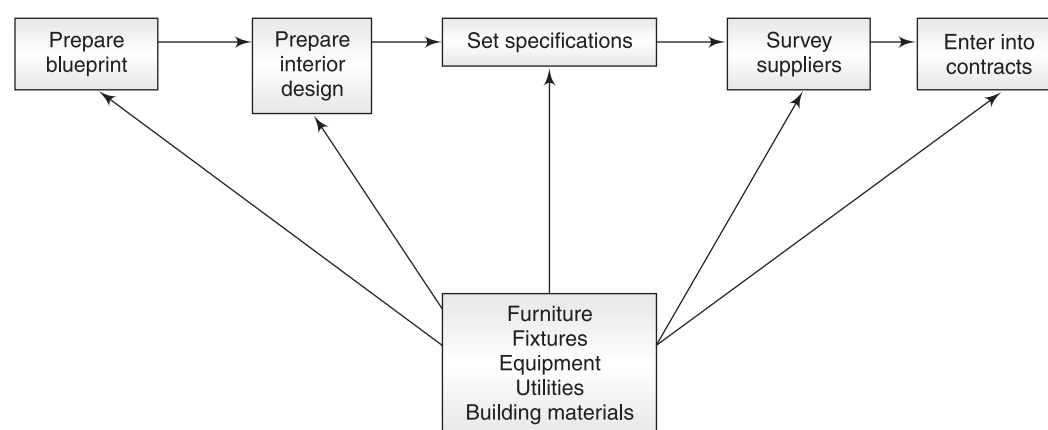 Prepare
blueprint
Prepare
interior
design
Set specifications
Survey
suppliers
Enter into
contracts
Furniture
Fixtures
Equipment
Utilities
Building materials